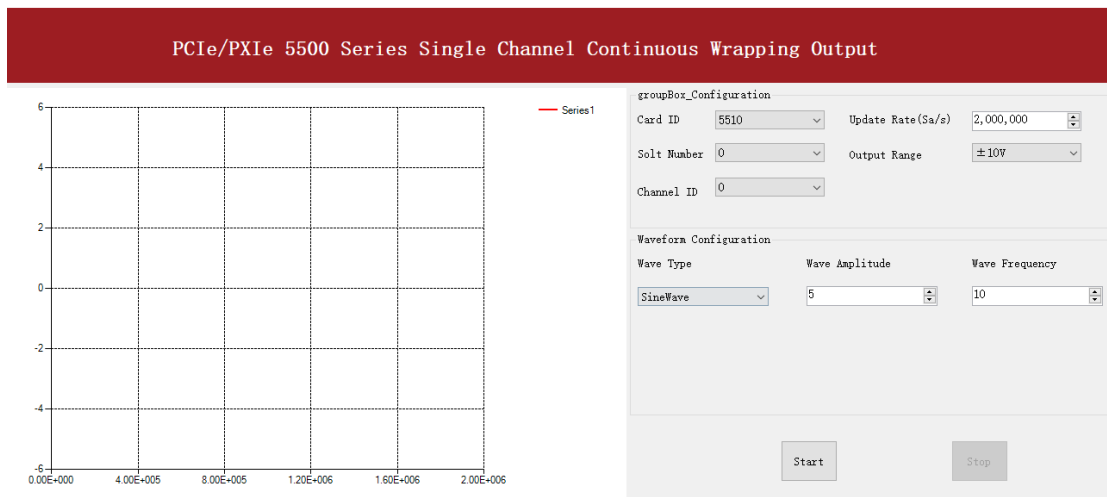 PCIe/PXIe 5500 Series Single Channel Continuous Wrapping Output
6
4
2
0
-2
-4
-6
0.00E+000 4.00E+005 8.00E+005 1.20E+006 1.60E+006 2.00E+006
Series1
groupBox_Configuration
Card ID 5510 Update Rate(Sa/s) 2,000,000
Solt Number 0 Output Range ±10V
Channel ID 0
Waveform Configuration
Wave Type Wave Amplitude Wave Frequency
SineWave 5 10
Start Stop